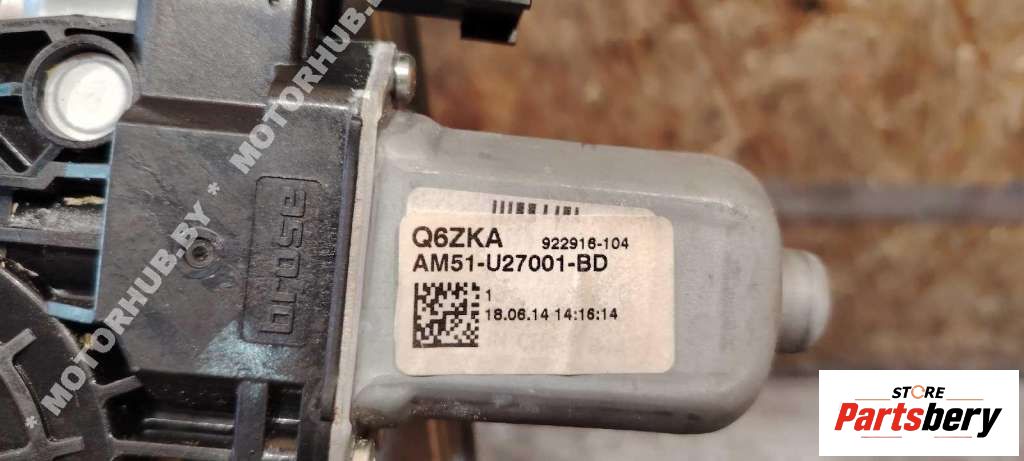 * MOTORHUB.BY * MOTORHUB.BY
brose
Q6ZKA 922916-104
AM51-U27001-BD
1
18.06.14 14:16:14
STORE
Partsbery